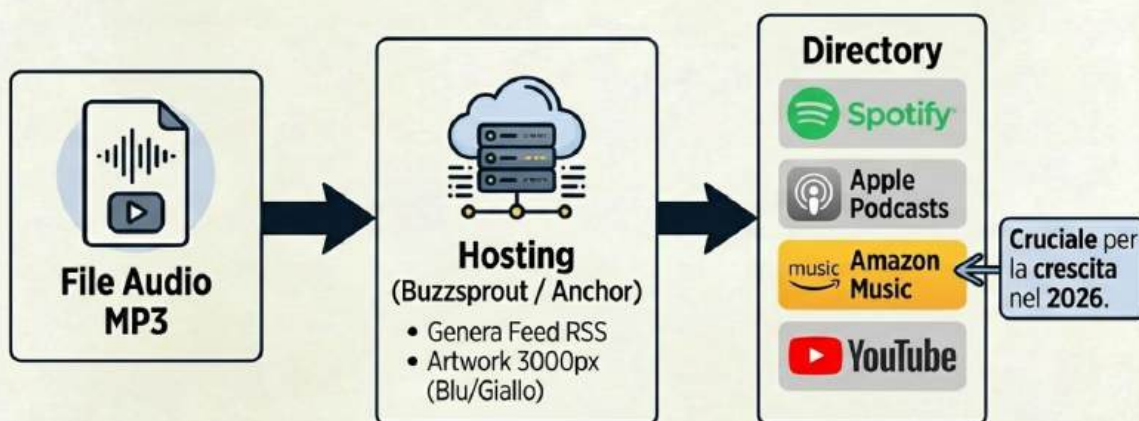 File Audio
MP3
Hosting
(Buzzsprout / Anchor)
• Genera Feed RSS
• Artwork 3000px
(Blu/Giallo)
Directory
Spotify
Apple
Podcasts
music Amazon
Music
YouTube
Cruciale per
la crescita
nel 2026.